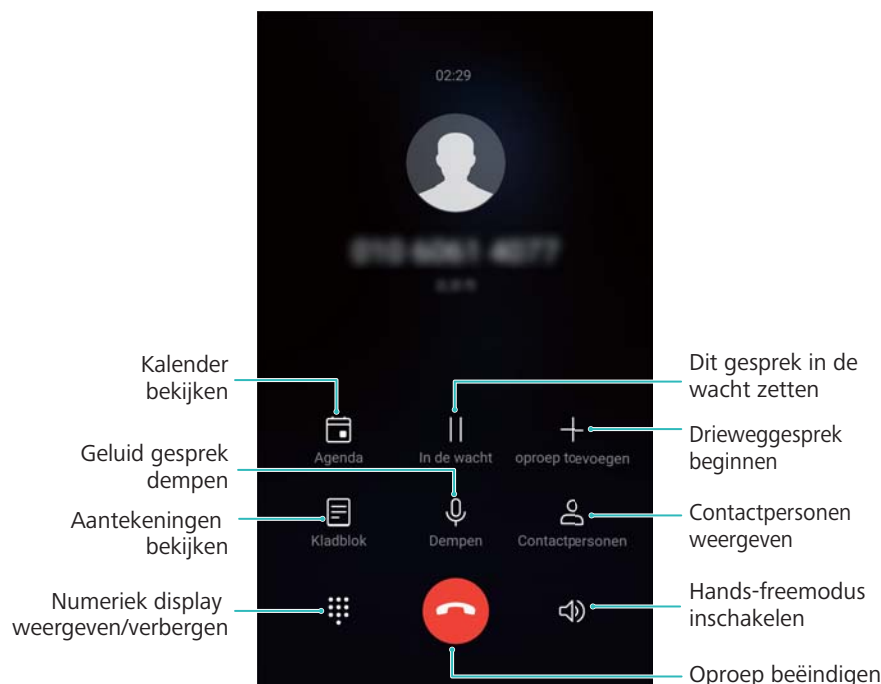 02:29
Kalender
bekijken
Dit gesprek in de
wacht zetten
Geluid gesprek
dempen
Agenda
In de wacht
oproep toevoegen
Drieweggesprek
beginnen
Aantekeningen
bekijken
Kladblok
Dempen
Contactpersonen
Contactpersonen
weergeven
Numeriek display
weergeven/verbergen
Hands-freemodus
inschakelen
Oproep beëindigen